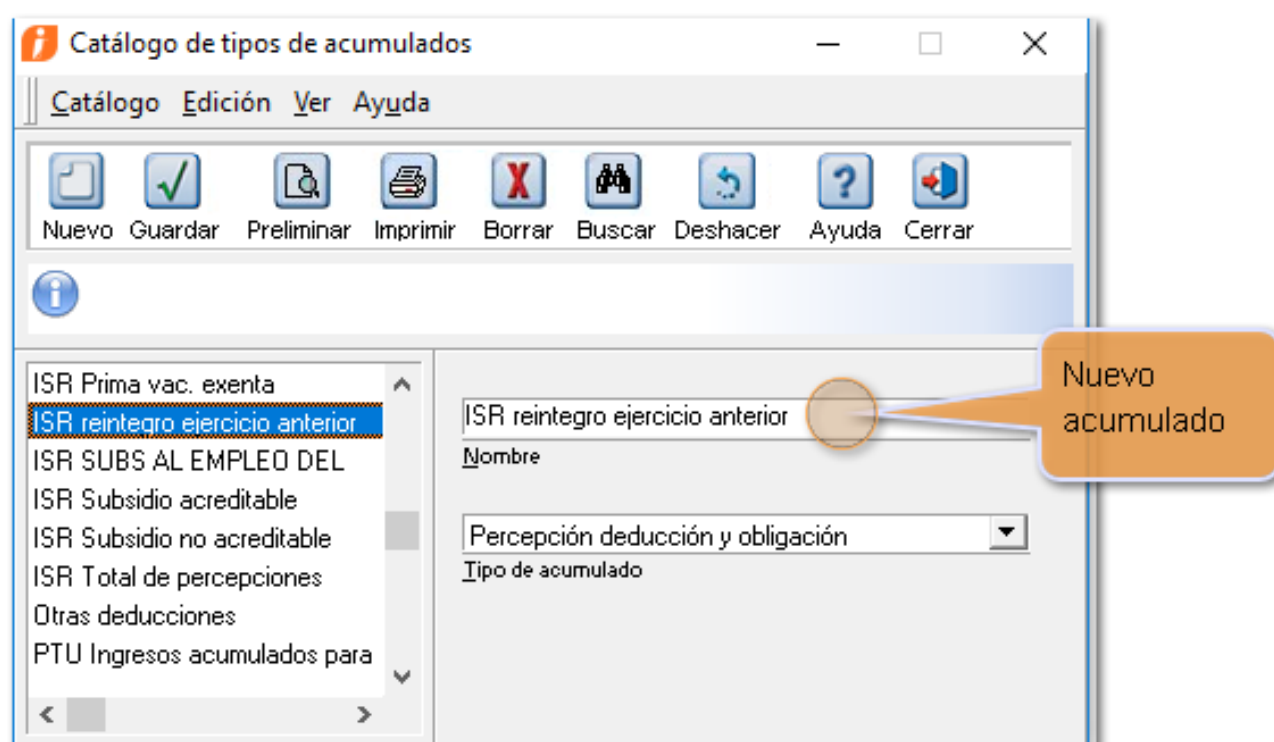 Catálogo de tipos de acumulados
Catálogo Edición Ver Ayuda
Nuevo Guardar Preliminar Imprimir Borrar Buscar Deshacer Ayuda Cerrar
ISR Prima vac. exenta
ISR reintegro ejercicio anterior
ISR SUBS AL EMPLEO DEL
ISR Subsidio acreditable
ISR Subsidio no acreditable
ISR Total de percepciones
Otras deducciones
PTU Ingresos acumulados para
ISR reintegro ejercicio anterior
Nombre
Percepción deducción y obligación
Tipo de acumulado
Nuevo
acumulado